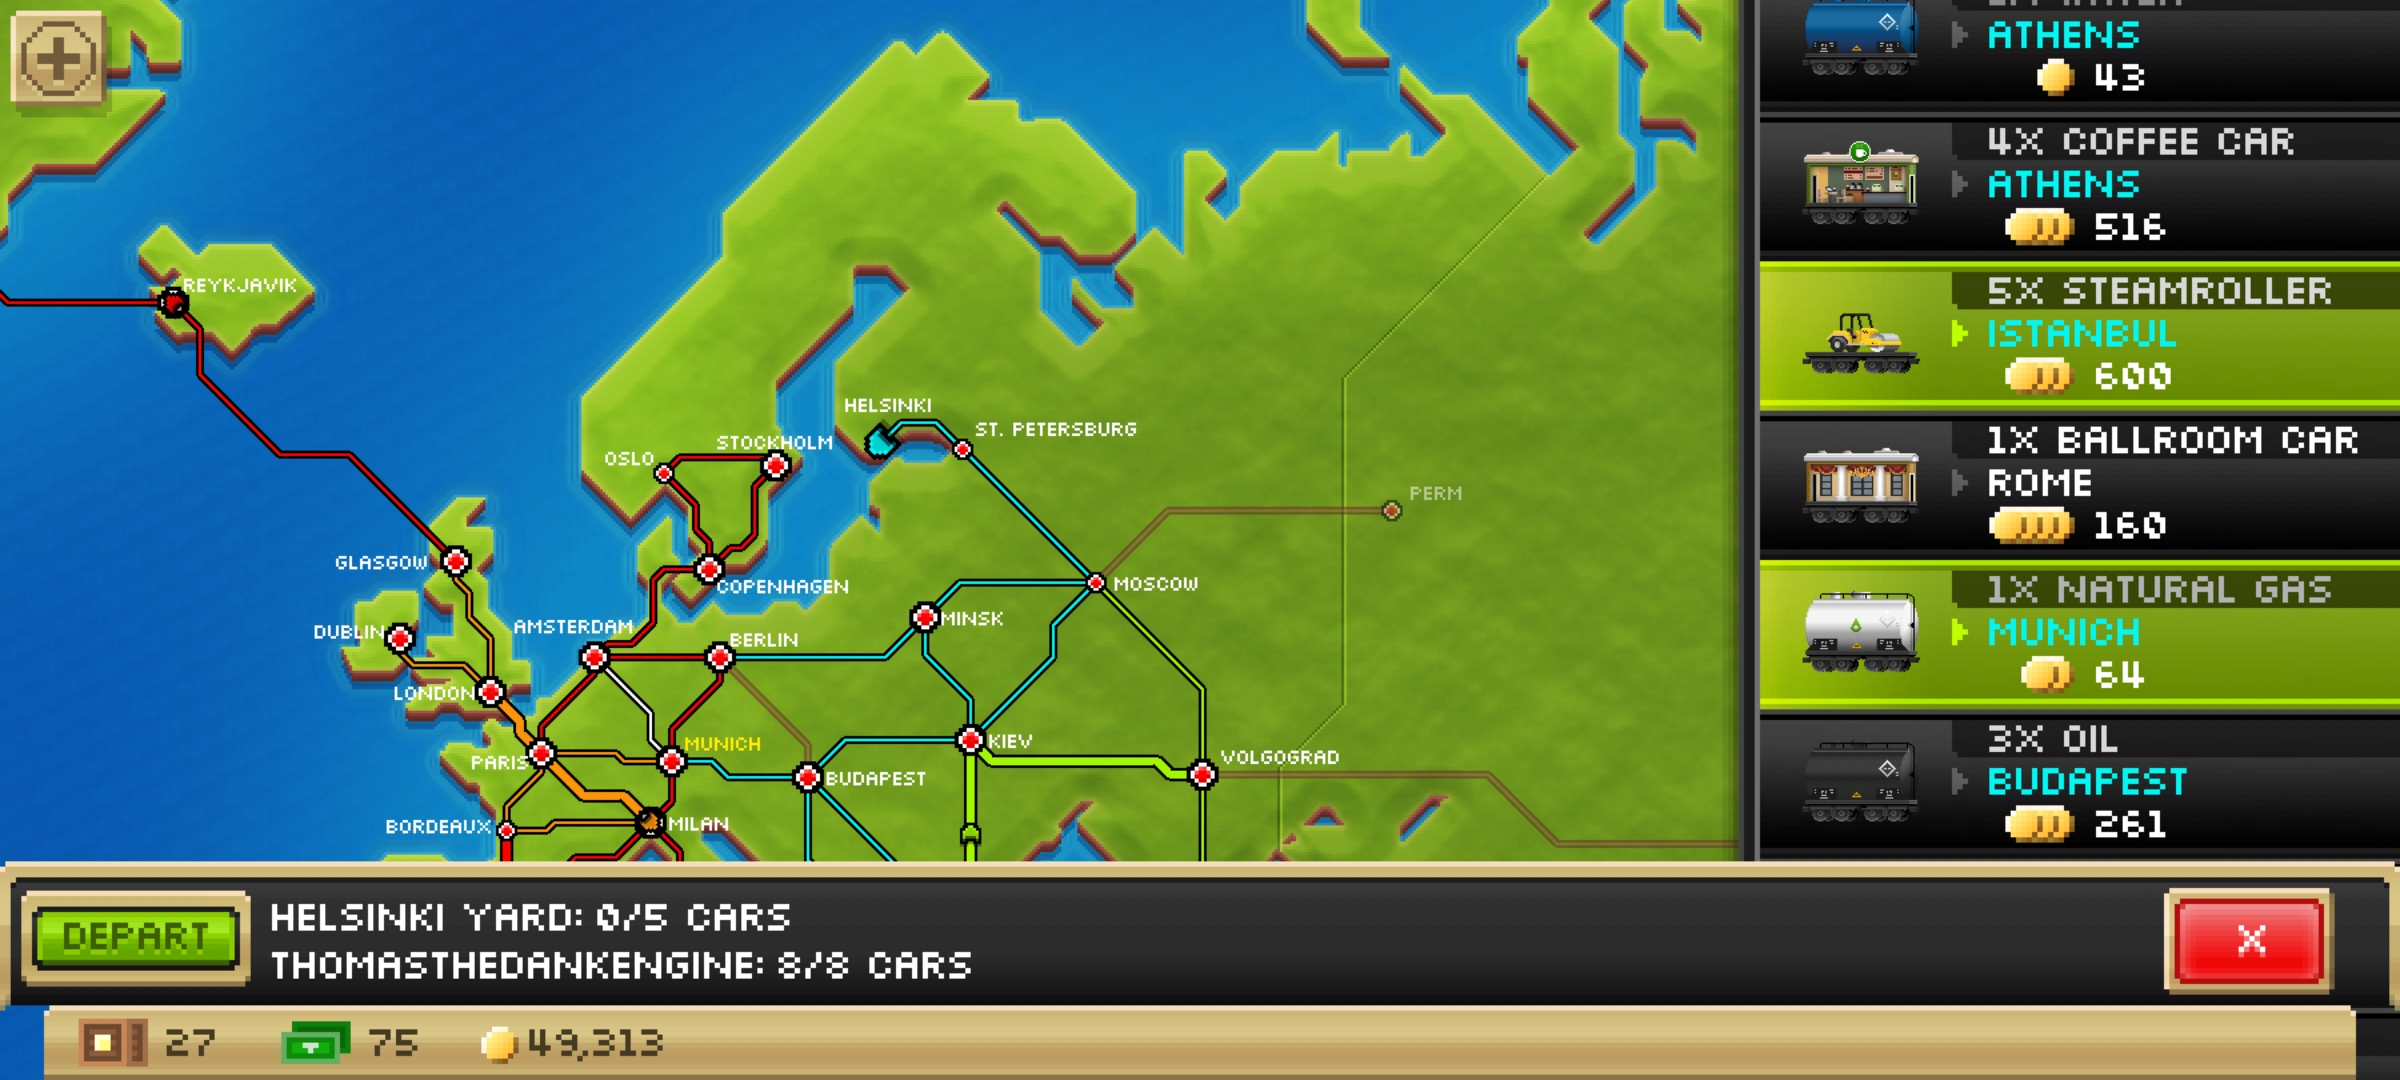 REYKJAVIK
HELSINKI
ST. PETERSBURG
STOCKHOLM
OSLO
PERM
GLASGOW
COPENHAGEN
MOSCOW
MINSK
DUBLIN
AMSTERDAM
BERLIN
LONDON
MUNICH
KIEV
VOLGOGRAD
PARIS
BUDAPEST
BORDEAUX
MILAN
ATHENS
43
4X COFFEE CAR
ATHENS
516
5X STEAMROLLER
ISTANBUL
600
1X BALLROOM CAR
ROME
160
1X NATURAL GAS
MUNICH
64
3X OIL
BUDAPEST
261
DEPART
HELSINKI YARD: 0/5 CARS
THOMASTHEDANKENGINE: 8/8 CARS
X
27
75
49,313